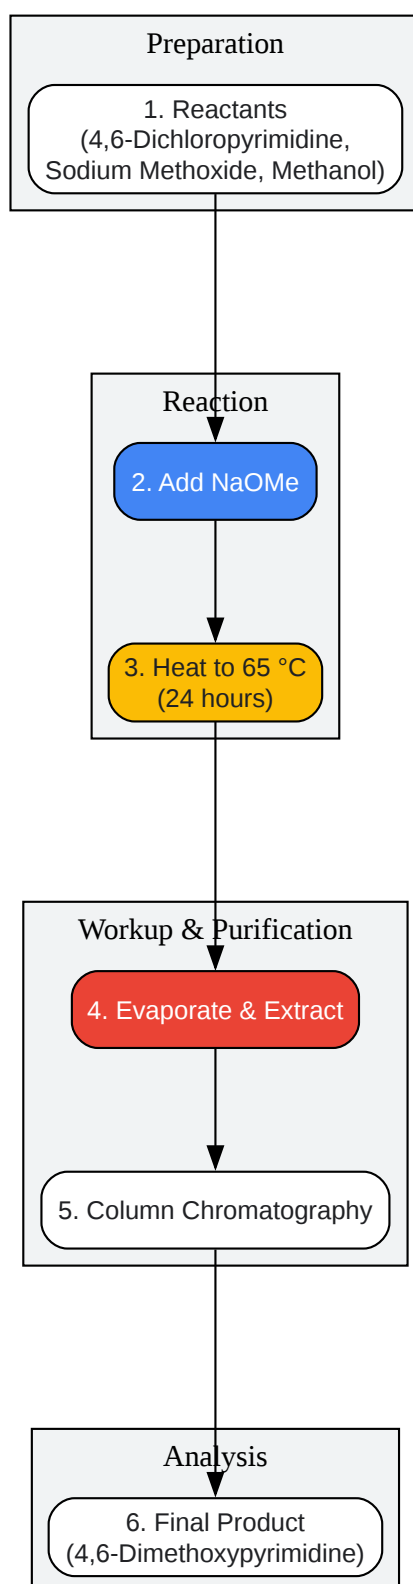 Preparation
1. Reactants
(4,6-Dichloropyrimidine,
Sodium Methoxide, Methanol)
Reaction
2. Add NaOMe
3. Heat to 65 °C
(24 hours)
Workup & Purification
4. Evaporate & Extract
5. Column Chromatography
Analysis
6. Final Product
(4,6-Dimethoxypyrimidine)